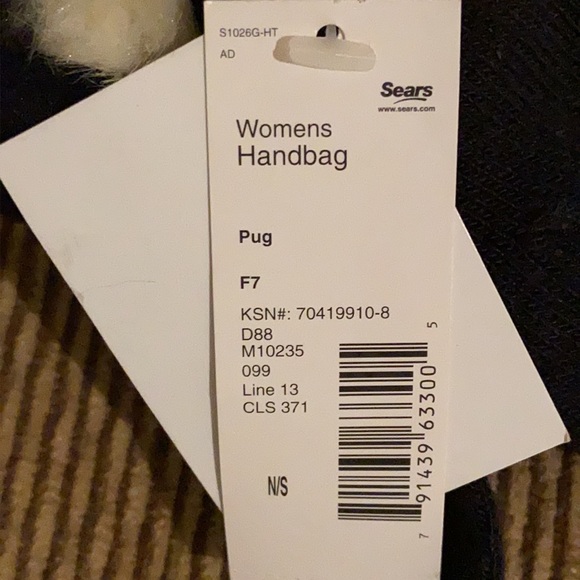 S1026G-HT
AD
Sears
www.sears.com
Womens
Handbag
Pug
F7
KSN#: 70419910-8
D88
M10235
099
Line 13
CLS 371
N/S
7 91439 63300 5